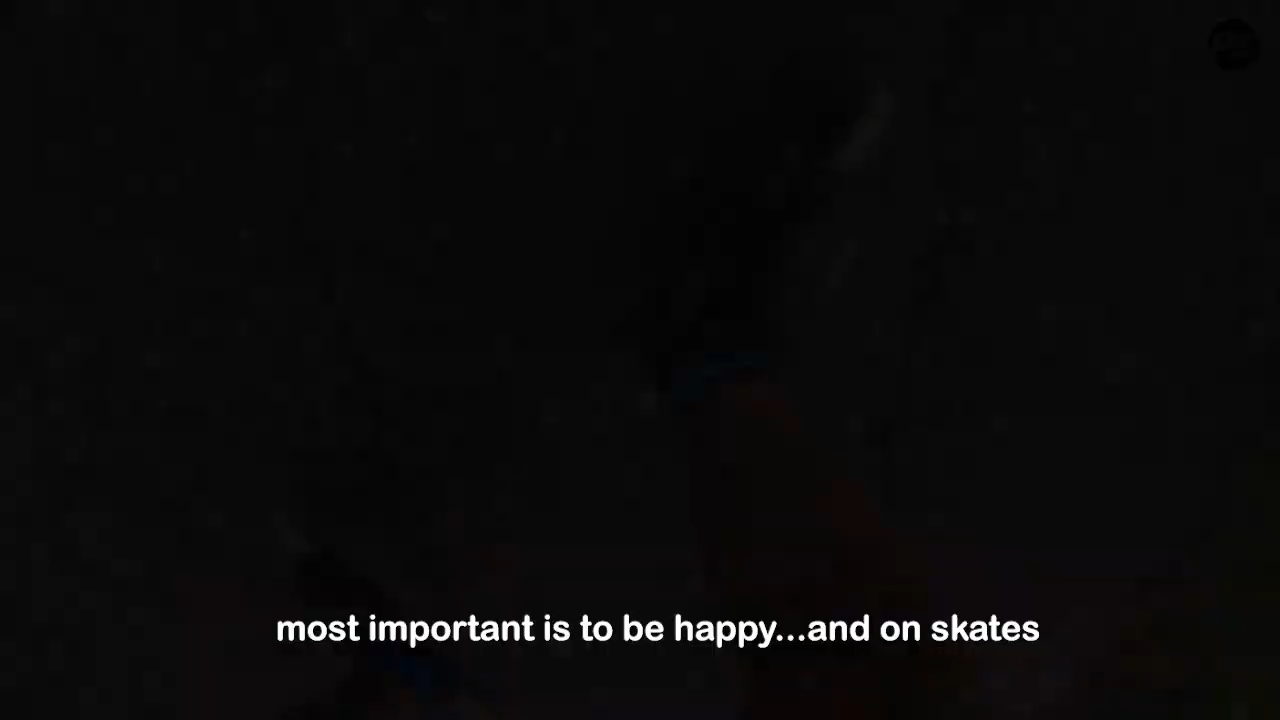 most important is to be happy...and on skates